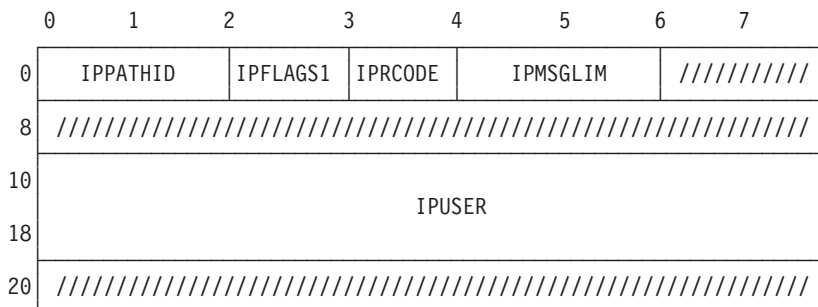 0 1 2 3 4 5 6 7
0 IPPATHID IPFLAGS1 IPRCODE IPMSGLIM ///////////
8 ///////////////////////////////////////////////////////////////
10
IPUSER
18
20 ///////////////////////////////////////////////////////////////